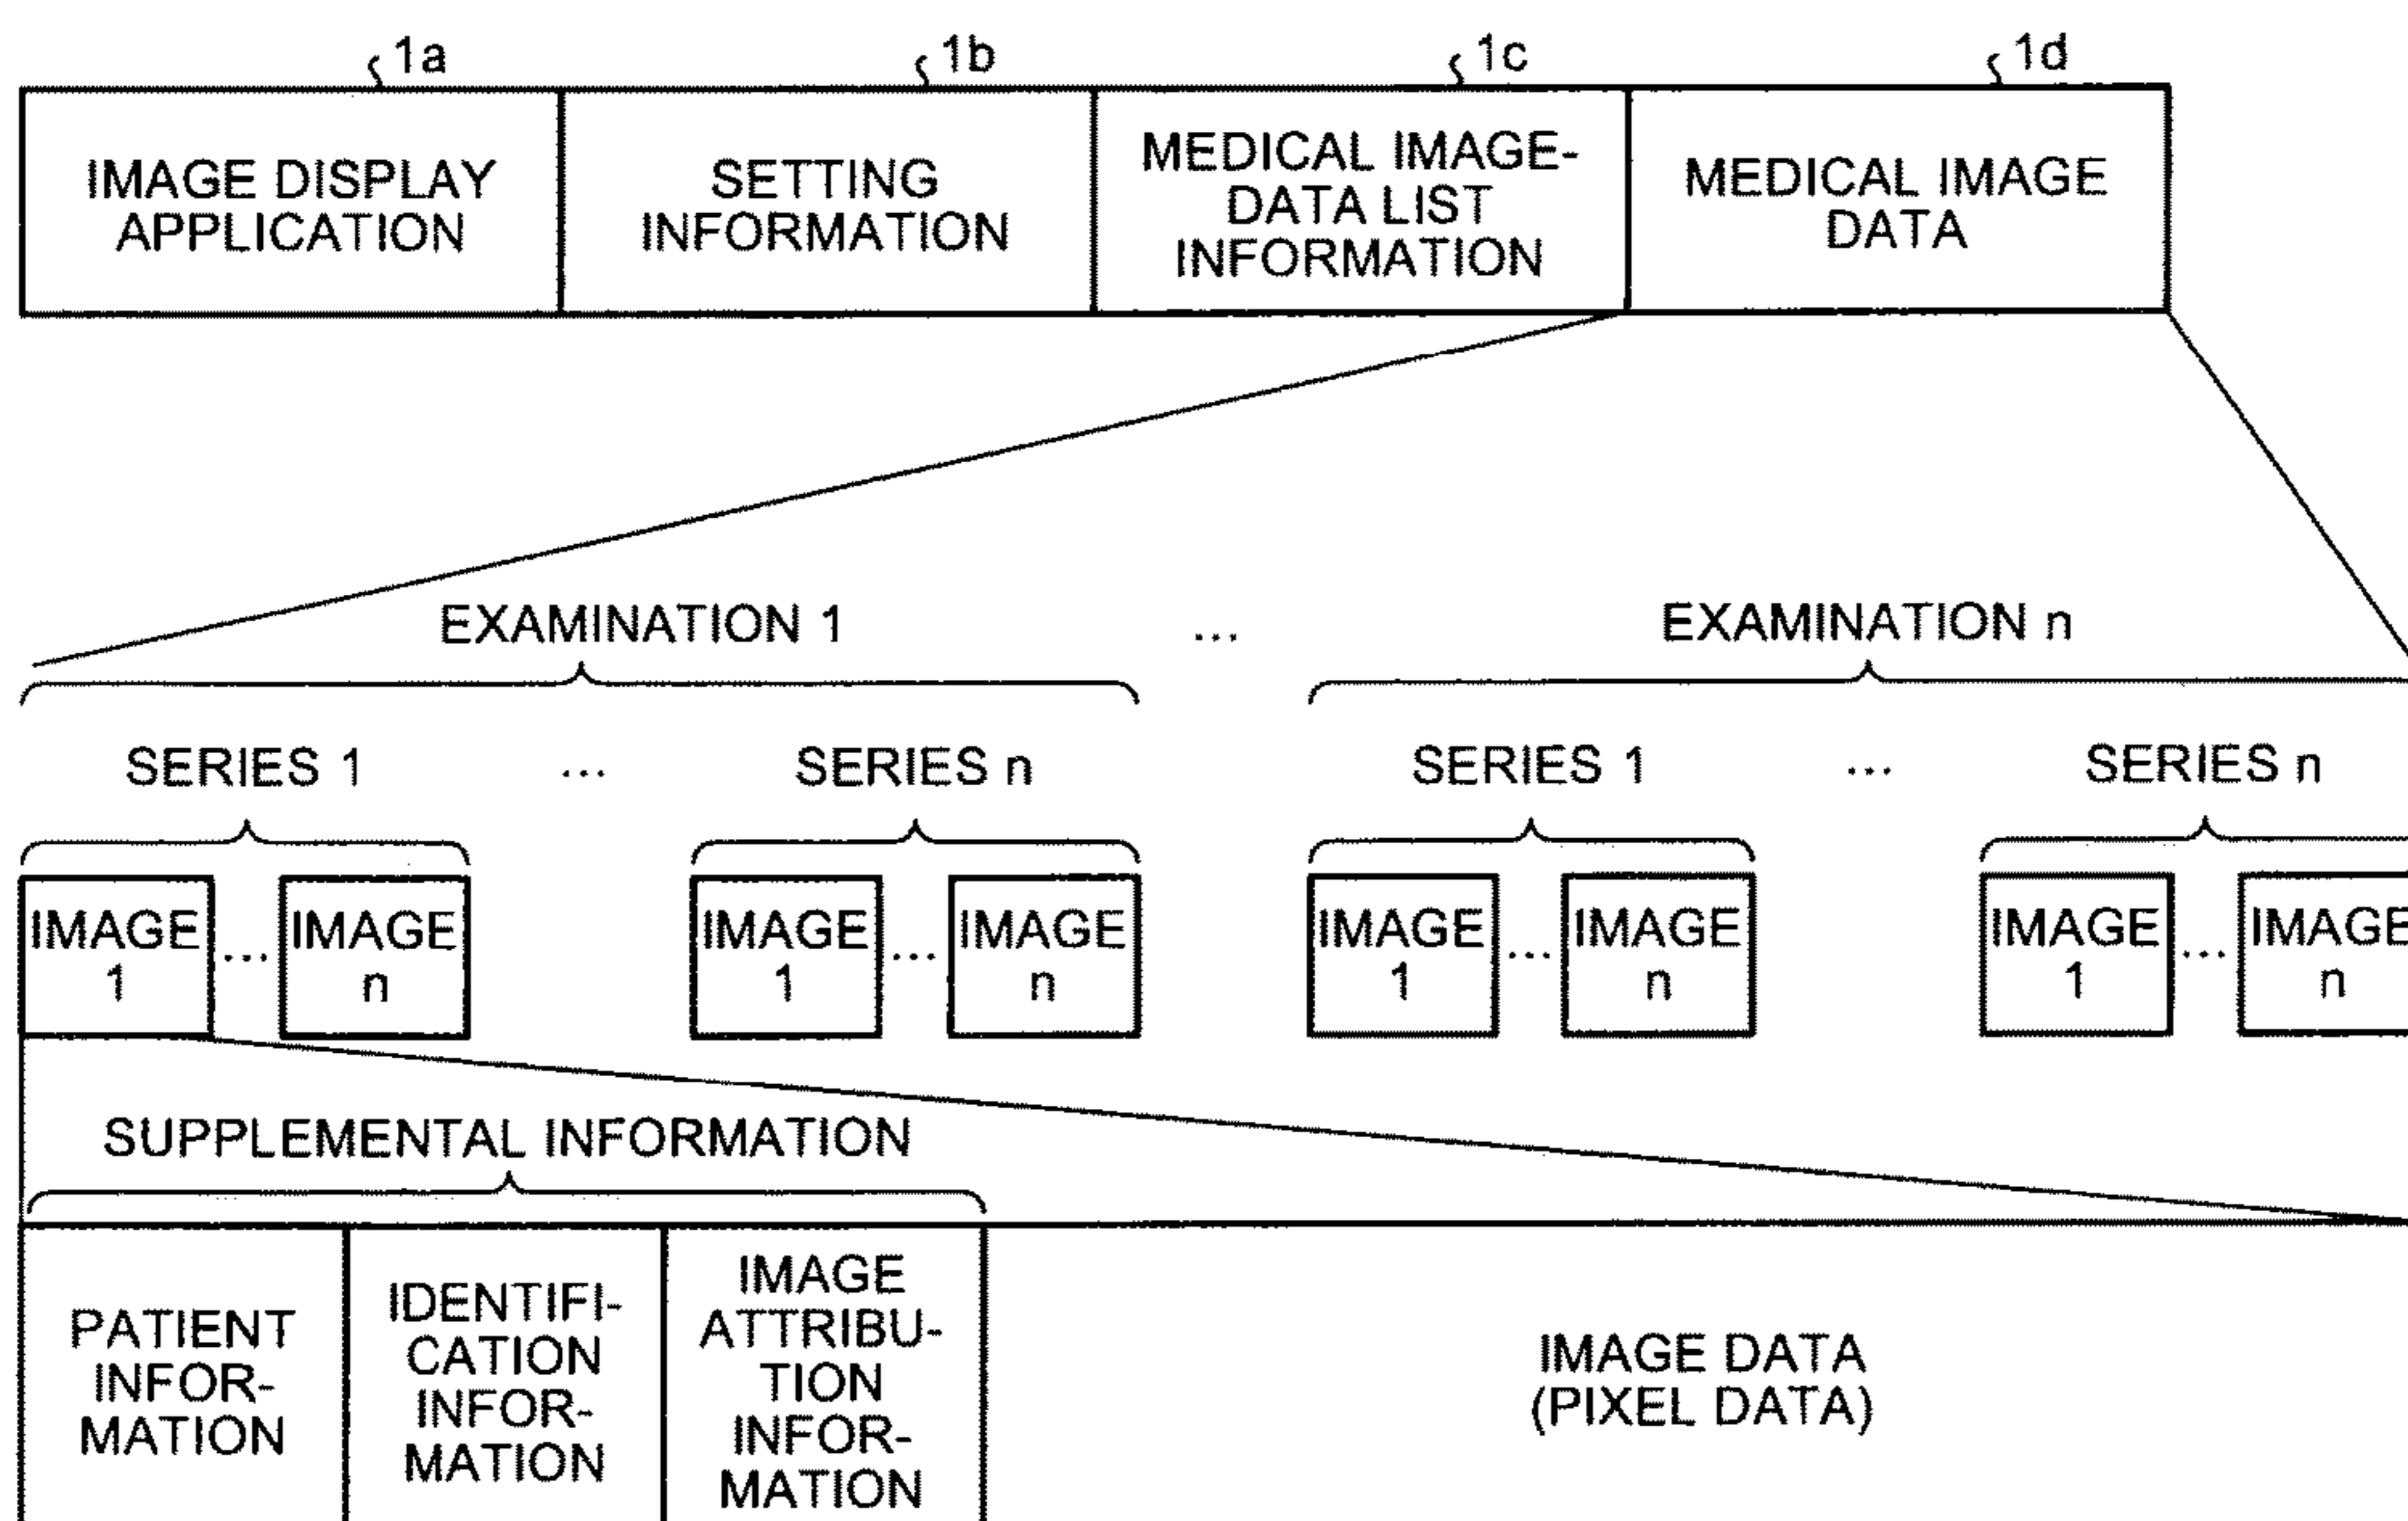 1a 1b 1c 1d
IMAGE DISPLAY
APPLICATION
SETTING
INFORMATION
MEDICAL IMAGE-
DATA LIST
INFORMATION
MEDICAL IMAGE
DATA
EXAMINATION 1 ... EXAMINATION n
SERIES 1 ... SERIES n SERIES 1 ... SERIES n
IMAGE
1
...
IMAGE
n
IMAGE
1
...
IMAGE
n
IMAGE
1
...
IMAGE
n
IMAGE
1
...
IMAGE
n
SUPPLEMENTAL INFORMATION
PATIENT
INFOR-
MATION
IDENTIFI-
CATION
INFOR-
MATION
IMAGE
ATTRIBU-
TION
INFOR-
MATION
IMAGE DATA
(PIXEL DATA)